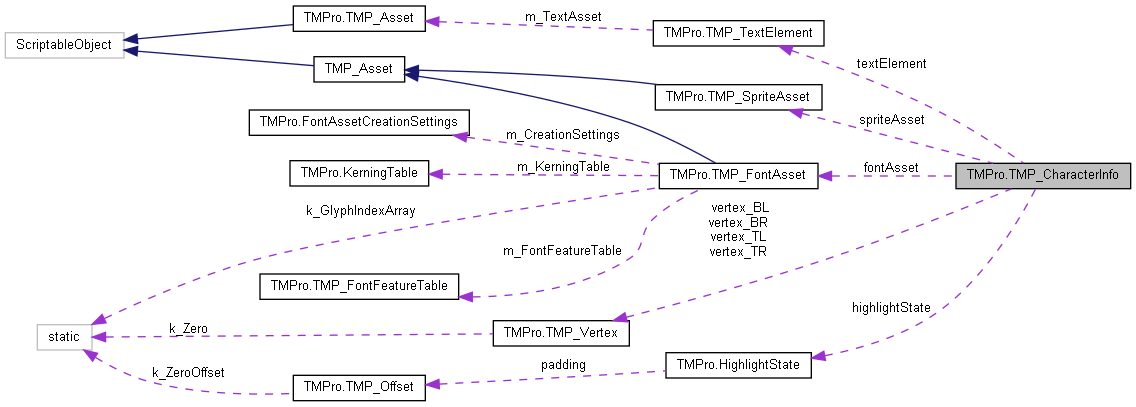 TMPro.TMP_Asset
m_TextAsset
TMPro.TMP_TextElement
ScriptableObject
textElement
TMP_Asset
TMPro.TMP_SpriteAsset
spriteAsset
TMPro.FontAssetCreationSettings
m_CreationSettings
TMPro.KerningTable
m_KerningTable
TMPro.TMP_FontAsset
fontAsset
TMPro.TMP_CharacterInfo
k_GlyphIndexArray
vertex_BL
vertex_BR
vertex_TL
vertex_TR
m_FontFeatureTable
TMPro.TMP_FontFeatureTable
highlightState
static
k_Zero
TMPro.TMP_Vertex
k_ZeroOffset
TMPro.TMP_Offset
padding
TMPro.HighlightState